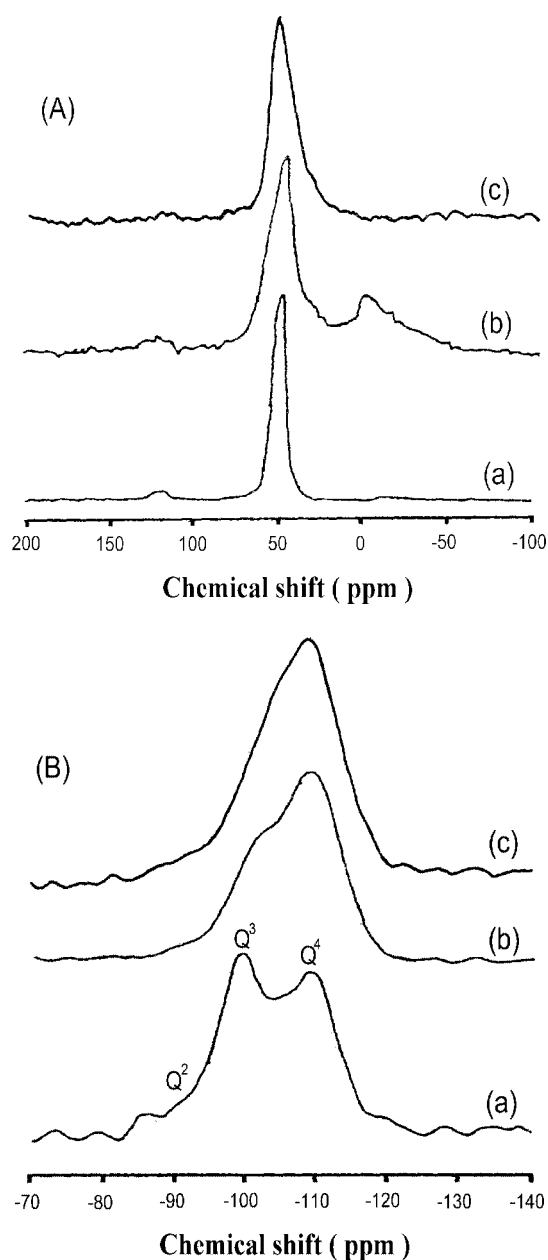 (A)
(c)
(b)
(a)
200 150 100 50 0 -50 -100
Chemical shift ( ppm )
(B)
(c)
(b)
Q³ Q⁴
Q²
(a)
-70 -80 -90 -100 -110 -120 -130 -140
Chemical shift ( ppm )